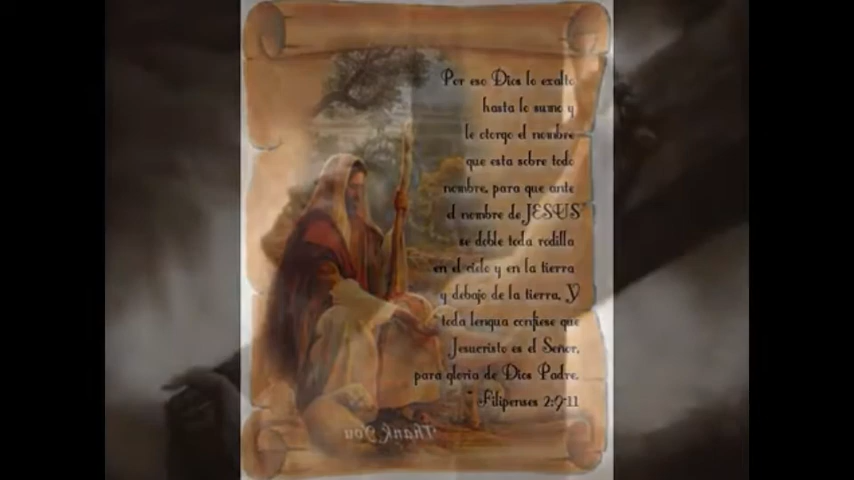 Por eso Dios lo exalto
hasta lo sumo y
le otorgo el nombre
que esta sobre todo
nombre, para que ante
el nombre de JESUS"
se doble toda rodilla
en el cielo y en la tierra
y debajo de la tierra, Y
toda lengua confiese que
Jesucristo es el Señor,
para gloria de Dios Padre.
" Filipenses 2:9-11
Thank You